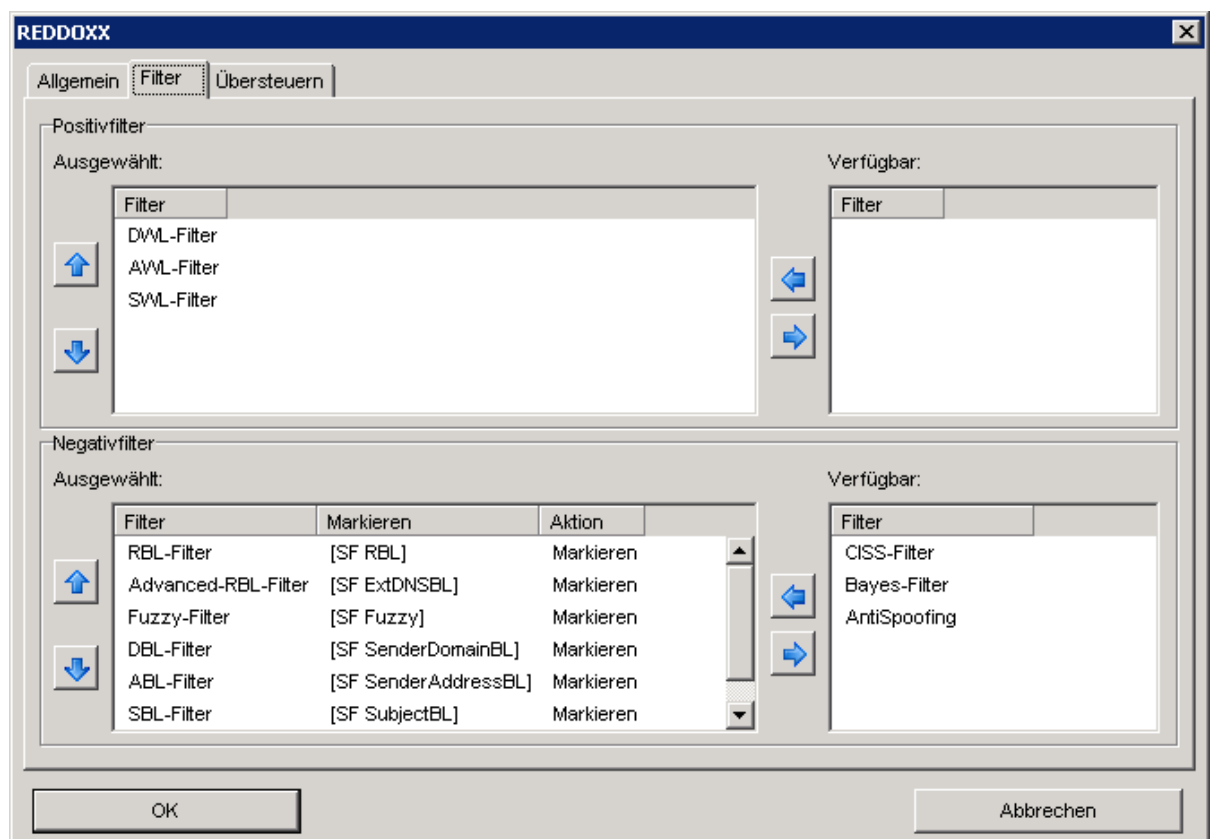 REDDOXX
Allgemein Filter Übersteuern
Positivfilter
Ausgewählt: Verfügbar:
Filter Filter
DWL-Filter
AWL-Filter
SWL-Filter
Negativfilter
Ausgewählt: Verfügbar:
Filter Markieren Aktion Filter
RBL-Filter [SF RBL] Markieren CISS-Filter
Advanced-RBL-Filter [SF ExtDNSBL] Markieren Bayes-Filter
Fuzzy-Filter [SF Fuzzy] Markieren AntiSpoofing
DBL-Filter [SF SenderDomainBL] Markieren
ABL-Filter [SF SenderAddressBL] Markieren
SBL-Filter [SF SubjectBL] Markieren
OK Abbrechen